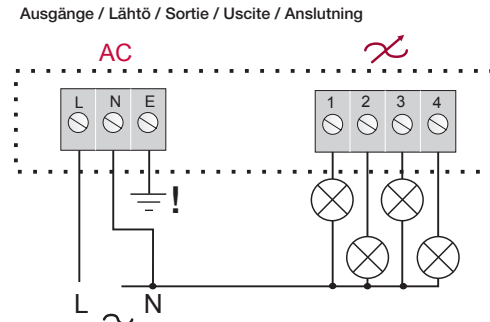 Ausgänge / Lähtö / Sortie / Uscite / Anslutning
AC
L N E
1 2 3 4
!
L N